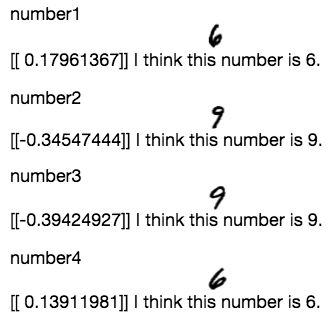 number1
6
[[ 0.17961367]] I think this number is 6.
number2
9
[[-0.34547444]] I think this number is 9.
number3
9
[[-0.39424927]] I think this number is 9.
number4
6
[[ 0.13911981]] I think this number is 6.